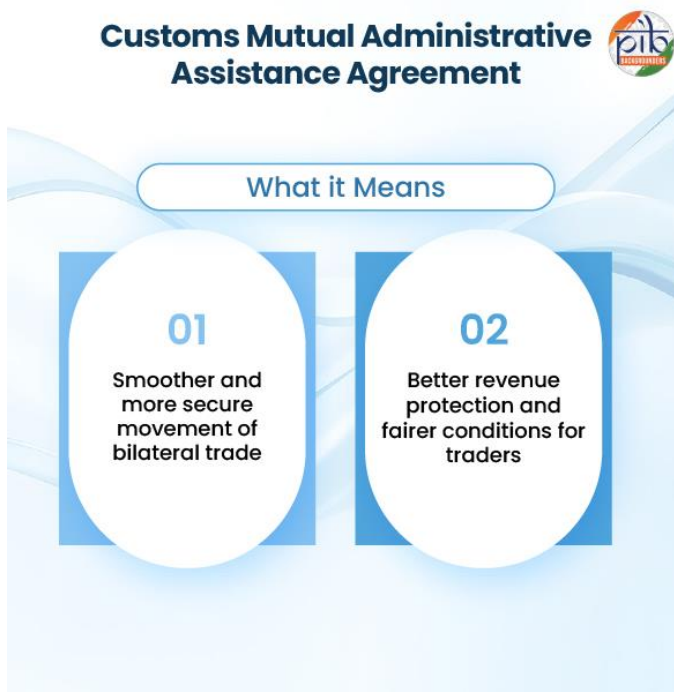 Customs Mutual Administrative
Assistance Agreement
pib
BACKGROUNDERS
What it Means
01
Smoother and
more secure
movement of
bilateral trade
02
Better revenue
protection and
fairer conditions for
traders